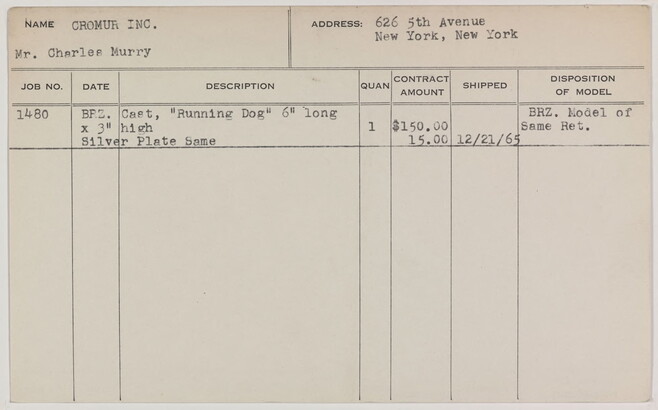 NAME CROMUR INC.
Mr. Charles Murry
ADDRESS: 626 5th Avenue
New York, New York
JOB NO. DATE DESCRIPTION QUAN CONTRACT AMOUNT SHIPPED DISPOSITION OF MODEL
1480 BRZ. Cast, "Running Dog" 6" long BRZ. Model of
x 3" high 1 $150.00 Same Ret.
Silver Plate Same 15.00 12/21/65